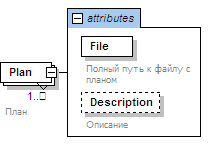 attributes
File
Полный путь к файлу с
планом
Plan
1..□
План
Description
Описание